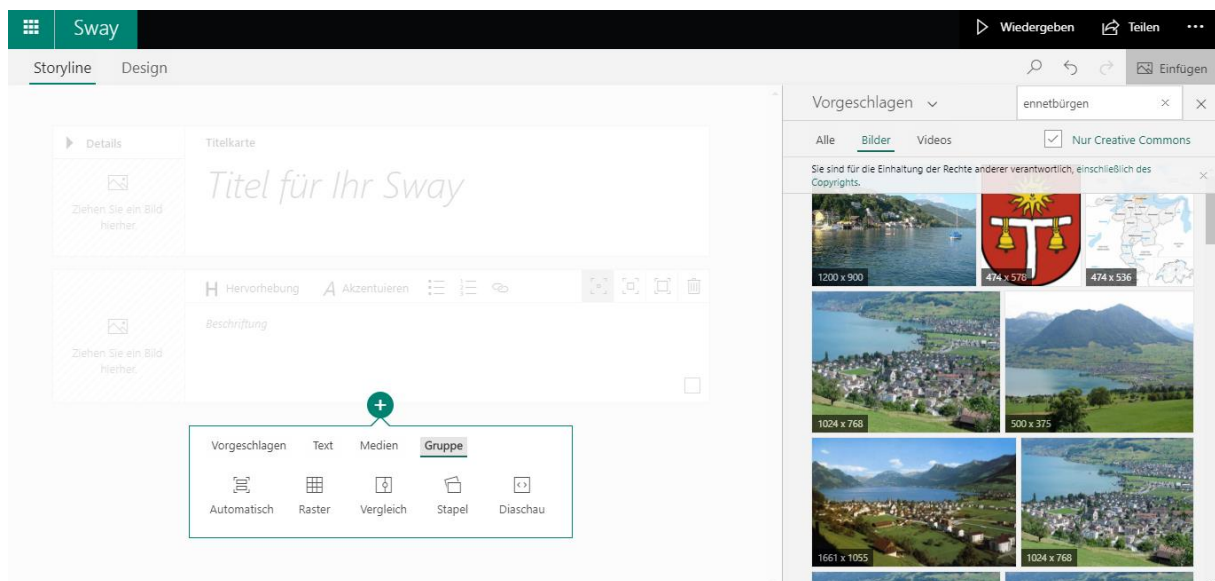 Sway
Wiedergeben
Teilen
Storyline
Design
Einfügen
Details
Titelkarte
Titel für Ihr Sway
Ziehen Sie ein Bild
hierher.
H Hervorhebung
A Akzentuieren
Beschriftung
Ziehen Sie ein Bild
hierher.
Vorgeschlagen
Text
Medien
Gruppe
Automatisch
Raster
Vergleich
Stapel
Diaschau
Vorgeschlagen
ennetbürgen
Alle
Bilder
Videos
Nur Creative Commons
Sie sind für die Einhaltung der Rechte anderer verantwortlich, einschließlich des
Copyrights.
1200 x 900
474 x 578
474 x 536
1024 x 768
500 x 375
1661 x 1055
1024 x 768